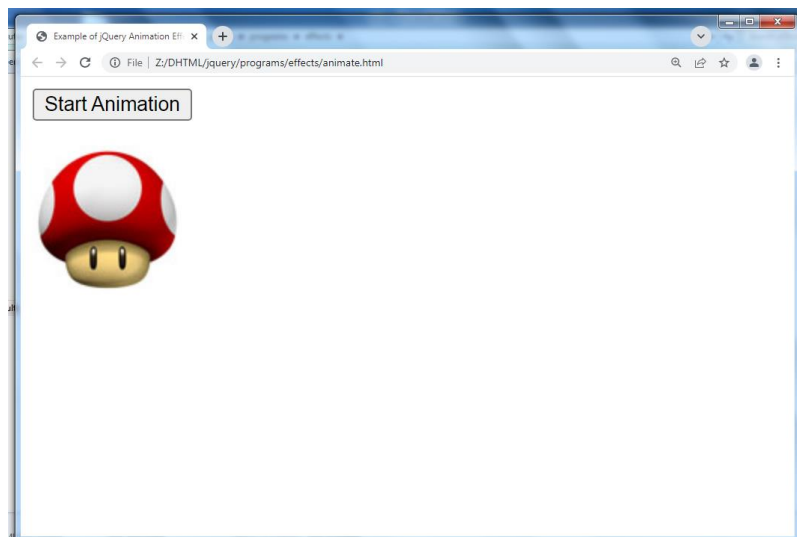 Example of jQuery Animation Eff
File | Z:/DHTML/jquery/programs/effects/animate.html
Start Animation